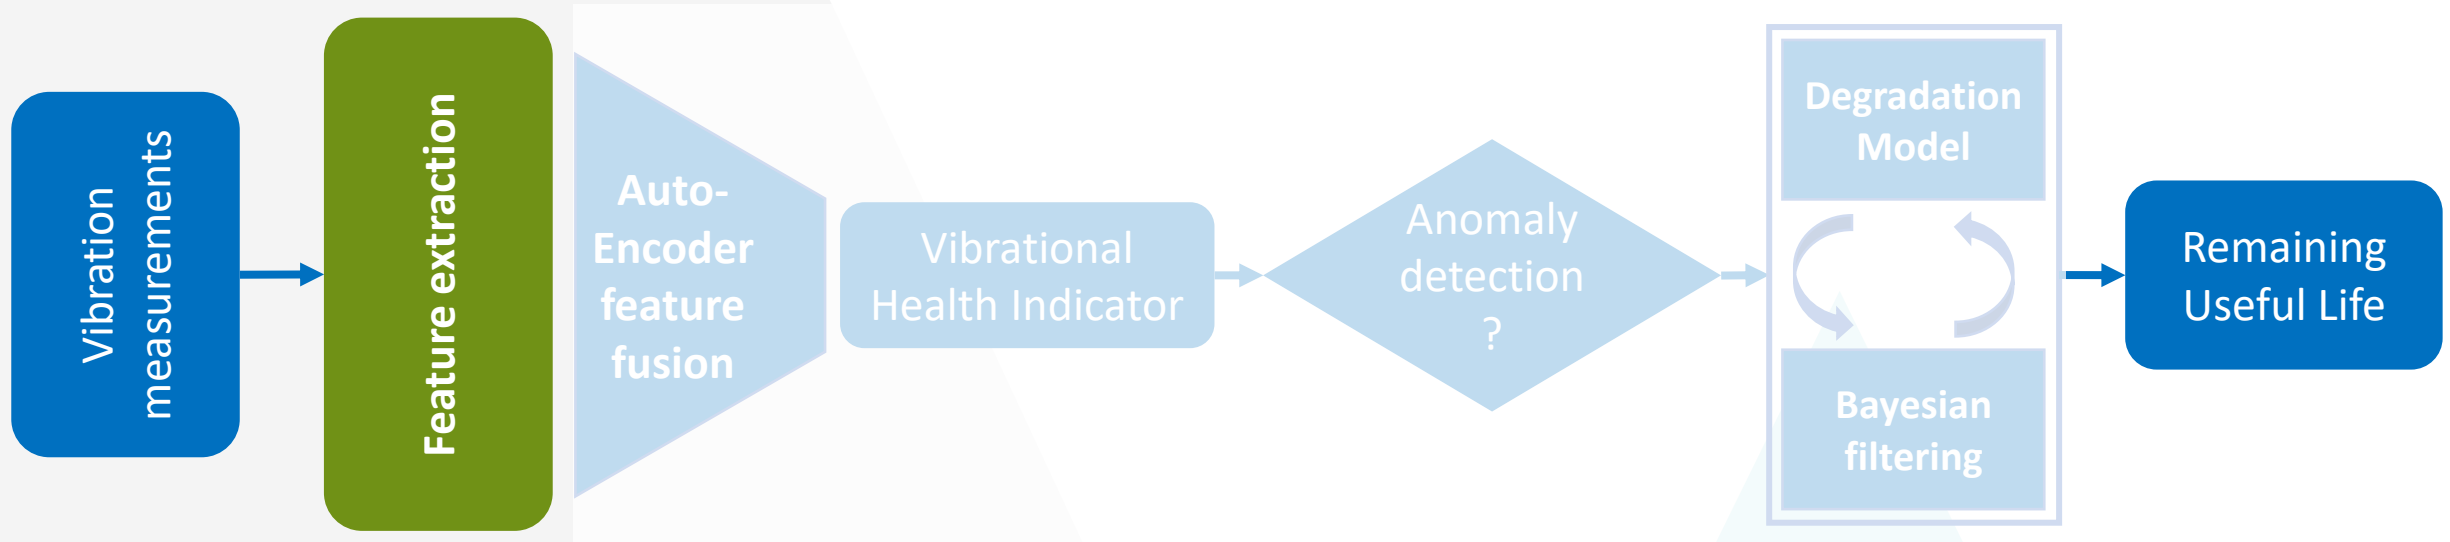 Vibration
measurements
Feature extraction
Auto-
Encoder
feature
fusion
Vibrational
Health Indicator
Anomaly
detection
?
Degradation
Model
Bayesian
filtering
Remaining
Useful Life